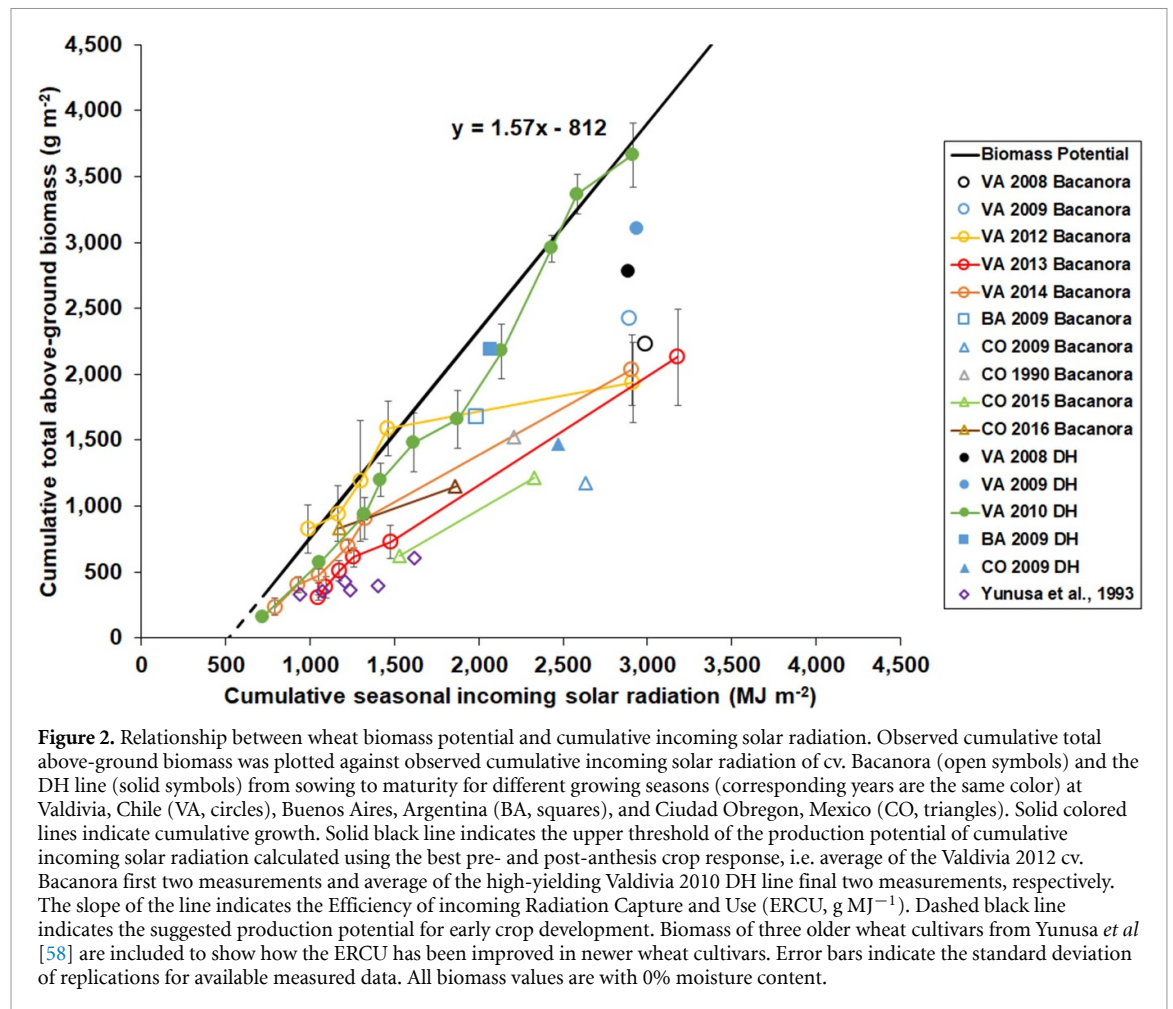 4,500
4,000
3,500
3,000
2,500
2,000
1,500
1,000
500
0
Cumulative total above-ground biomass (g m-2)
y = 1.57x - 812
0 500 1,000 1,500 2,000 2,500 3,000 3,500 4,000 4,500
Cumulative seasonal incoming solar radiation (MJ m-2)
Biomass Potential
VA 2008 Bacanora
VA 2009 Bacanora
VA 2012 Bacanora
VA 2013 Bacanora
VA 2014 Bacanora
BA 2009 Bacanora
CO 2009 Bacanora
CO 1990 Bacanora
CO 2015 Bacanora
CO 2016 Bacanora
VA 2008 DH
VA 2009 DH
VA 2010 DH
BA 2009 DH
CO 2009 DH
Yunusa et al., 1993
Figure 2. Relationship between wheat biomass potential and cumulative incoming solar radiation. Observed cumulative total
above-ground biomass was plotted against observed cumulative incoming solar radiation of cv. Bacanora (open symbols) and the
DH line (solid symbols) from sowing to maturity for different growing seasons (corresponding years are the same color) at
Valdivia, Chile (VA, circles), Buenos Aires, Argentina (BA, squares), and Ciudad Obregon, Mexico (CO, triangles). Solid colored
lines indicate cumulative growth. Solid black line indicates the upper threshold of the production potential of cumulative
incoming solar radiation calculated using the best pre- and post-anthesis crop response, i.e. average of the Valdivia 2012 cv.
Bacanora first two measurements and average of the high-yielding Valdivia 2010 DH line final two measurements, respectively.
The slope of the line indicates the Efficiency of incoming Radiation Capture and Use (ERCU, g MJ−1). Dashed black line
indicates the suggested production potential for early crop development. Biomass of three older wheat cultivars from Yunusa et al
[58] are included to show how the ERCU has been improved in newer wheat cultivars. Error bars indicate the standard deviation
of replications for available measured data. All biomass values are with 0% moisture content.